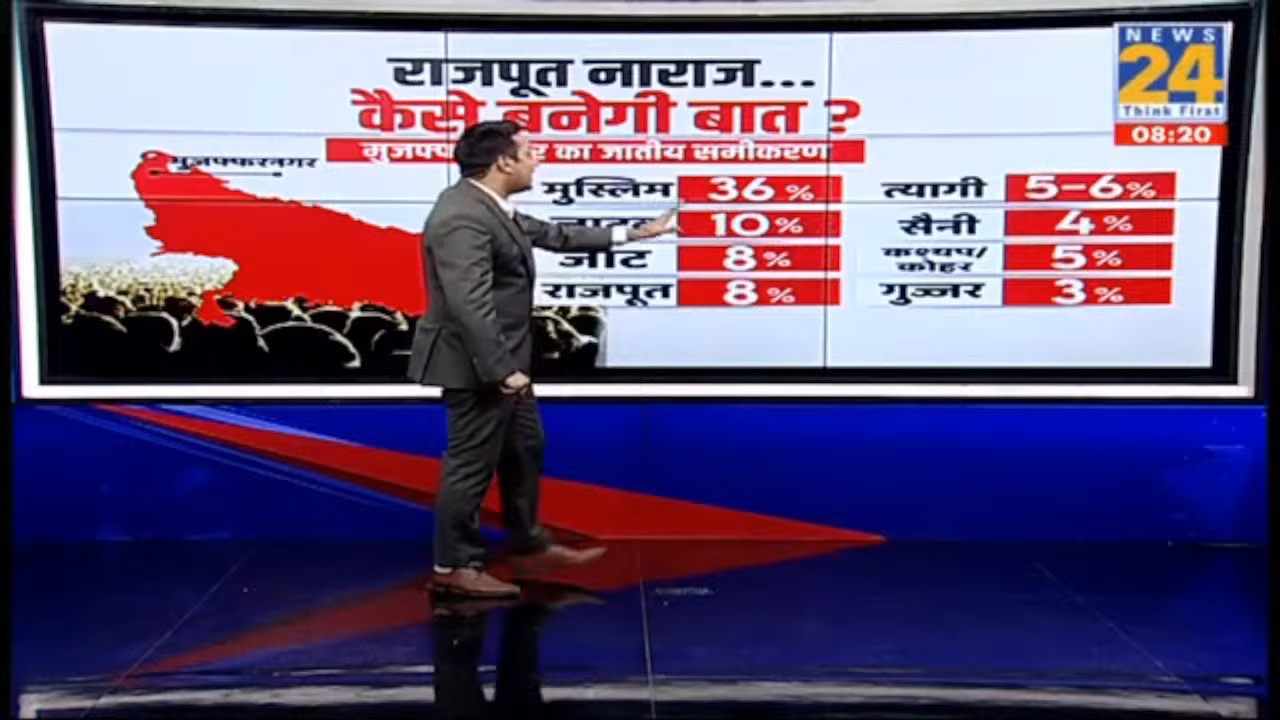 राजपूत नाराज...
कैसे बनेगी बात ?
का जातीय समीकरण
मुजफ्फरनगर
मुस्लिम 36 %
10 %
जाट 8 %
राजपूत 8 %
त्यागी 5-6%
सैनी 4 %
कश्यप/
कोहर 5 %
गुज्जर 3 %
NEWS
24
Think First
08:20